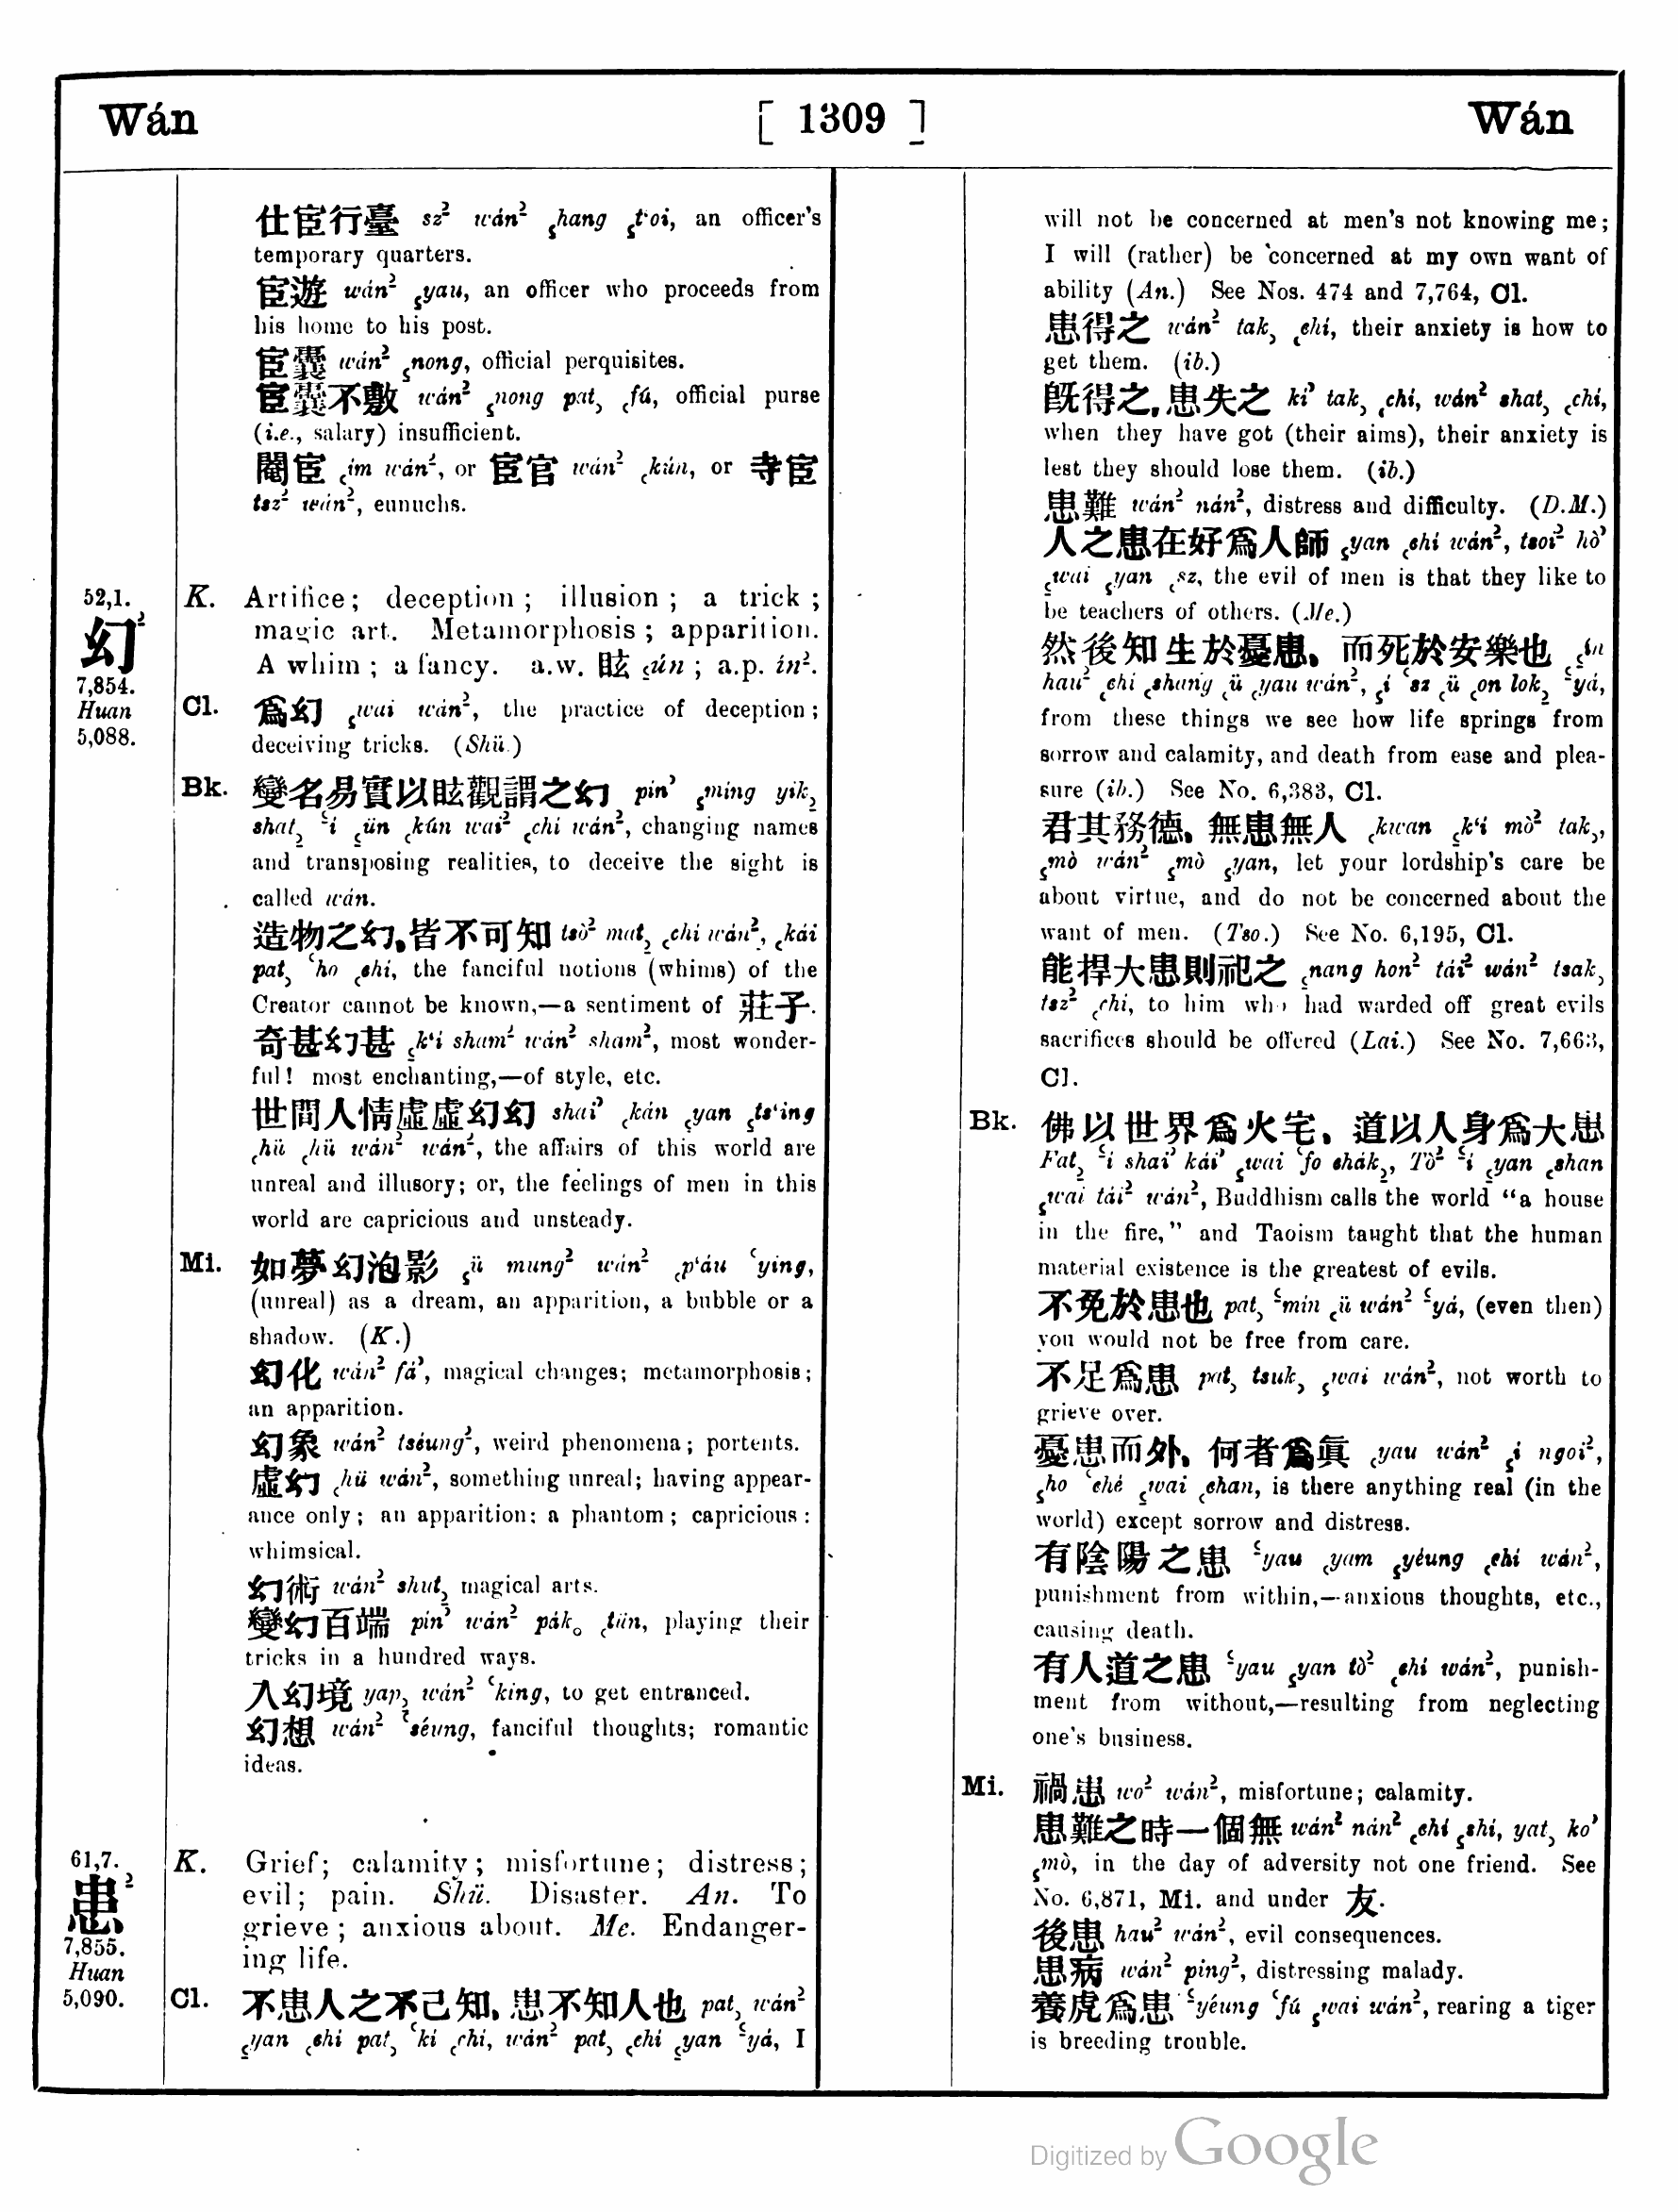 Wán [ 1309 ] Wán
仕宦行臺 sz² wán² ꜁hang ꜁t‘oi, an officer's
temporary quarters.
宦遊 wán² ꜁yau, an officer who proceeds from
his home to his post.
宦囊 wán² ꜁nong, official perquisites.
宦囊不敷 wán² ꜁nong pat꜆ ꜀fú, official purse
(i.e., salary) insufficient.
閹宦 ꜀im wán², or 宦官 wán² ꜀kún, or 寺宦
tsz² wán², eunuchs.
52,1.
幻²
7,854.
Huan
5,088.
K. Artifice; deception; illusion; a trick;
magic art. Metamorphosis; apparition.
A whim; a fancy. a.w. 眩 ꜁ún; a.p. ín².
Cl. 爲幻 ꜁wai wán², the practice of deception;
deceiving tricks. (Shü.)
Bk. 變名易實以眩觀謂之幻 pín꜄ ꜁ming yik꜇
shat꜇ ꜃í ꜁ün ꜀kún wai² ꜀chi wán², changing names
and transposing realities, to deceive the sight is
called wán.
造物之幻,皆不可知 tsò² mat꜇ ꜀chi wán², ꜀kái
pat꜆ ꜂ho ꜀chí, the fanciful notions (whims) of the
Creator cannot be known,—a sentiment of 莊子.
奇甚幻甚 ꜁k‘i sham² wán² sham², most wonder-
ful! most enchanting,—of style, etc.
世間人情虛虛幻幻 shai꜄ ꜀kán ꜁yan ꜁ts‘ing
꜀hü ꜀hü wán² wán², the affairs of this world are
unreal and illusory; or, the feelings of men in this
world are capricious and unsteady.
Mi. 如夢幻泡影 ꜁ü mung² wán² ꜀p‘áu ꜂ying,
(unreal) as a dream, an apparition, a bubble or a
shadow. (K.)
幻化 wán² fá꜄, magical changes; metamorphosis;
an apparition.
幻象 wán² tséung², weird phenomena; portents.
虛幻 ꜀hü wán², something unreal; having appear-
ance only; an apparition: a phantom; capricious:
whimsical.
幻術 wán² shut꜇ magical arts.
變幻百端 pín꜄ wán² pák꜀ ꜀tün, playing their
tricks in a hundred ways.
入幻境 yap꜇ wán² ꜂king, to get entranced.
幻想 wán² ꜂séung, fanciful thoughts; romantic
ideas.
61,7.
患²
7,855.
Huan
5,090.
K. Grief; calamity; misfortune; distress;
evil; pain. Shü. Disaster. An. To
grieve; anxious about. Me. Endanger-
ing life.
Cl. 不患人之不己知,患不知人也 pat꜆ wán²
꜁yan ꜀chi pat꜆ ꜂ki ꜀chi, wán² pat꜆ ꜀chi ꜁yan ꜃yá, I
will not be concerned at men's not knowing me;
I will (rather) be concerned at my own want of
ability (An.) See Nos. 474 and 7,764, Cl.
患得之 wán² tak꜆ ꜀chi, their anxiety is how to
get them. (ib.)
旣得之,患失之 ki꜄ tak꜆ ꜀chi, wán² shat꜆ ꜀chi,
when they have got (their aims), their anxiety is
lest they should lose them. (ib.)
患難 wán² nán², distress and difficulty. (D.M.)
人之患在好爲人師 ꜁yan ꜀chi wán², tsoi² hò꜄
꜁wai ꜁yan ꜀sz, the evil of men is that they like to
be teachers of others. (Me.)
然後知生於憂患,而死於安樂也 ꜁ín
hau² ꜀chi ꜀shang ꜀ü ꜀yau wán², ꜁i ꜂sz ꜀ü ꜀on lok꜇ ꜃yá,
from these things we see how life springs from
sorrow and calamity, and death from ease and plea-
sure (ib.) See No. 6,383, Cl.
君其務德,無患無人 ꜀kwan ꜁k‘i mò² tak꜆,
꜁mò wán² ꜁mò ꜁yan, let your lordship's care be
about virtue, and do not be concerned about the
want of men. (Tso.) See No. 6,195, Cl.
能捍大患則祀之 ꜁nang hon² tái² wán² tsak꜆
tsz² ꜀chi, to him who had warded off great evils
sacrifices should be offered (Lai.) See No. 7,663,
Cl.
Bk. 佛以世界爲火宅,道以人身爲大患
Fat꜇ ꜃í shai꜄ kái꜄ ꜁wai ꜂fo chák꜇, Tò² ꜃í ꜁yan ꜀shan
꜁wai tái² wán², Buddhism calls the world "a house
in the fire," and Taoism taught that the human
material existence is the greatest of evils.
不免於患也 pat꜆ ꜃min ꜀ü wán² ꜃yá, (even then)
you would not be free from care.
不足爲患 pat꜆ tsuk꜆ ꜁wai wán², not worth to
grieve over.
憂患而外,何者爲眞 ꜀yau wán² ꜁i ngoi²,
꜁ho ꜂ché ꜁wai ꜀chan, is there anything real (in the
world) except sorrow and distress.
有陰陽之患 ꜃yau ꜀yam ꜁yéung ꜀chi wán²,
punishment from within,—anxious thoughts, etc.,
causing death.
有人道之患 ꜃yau ꜁yan tò² ꜀chi wán², punish-
ment from without,—resulting from neglecting
one's business.
Mi. 禍患 wo² wán², misfortune; calamity.
患難之時一個無 wán² nán² ꜀chi ꜁shi, yat꜆ ko꜄
꜁mò, in the day of adversity not one friend. See
No. 6,871, Mi. and under 友.
後患 hau² wán², evil consequences.
患病 wán² ping², distressing malady.
養虎爲患 ꜃yéung ꜂fú ꜁wai wán², rearing a tiger
is breeding trouble.
Digitized by Google